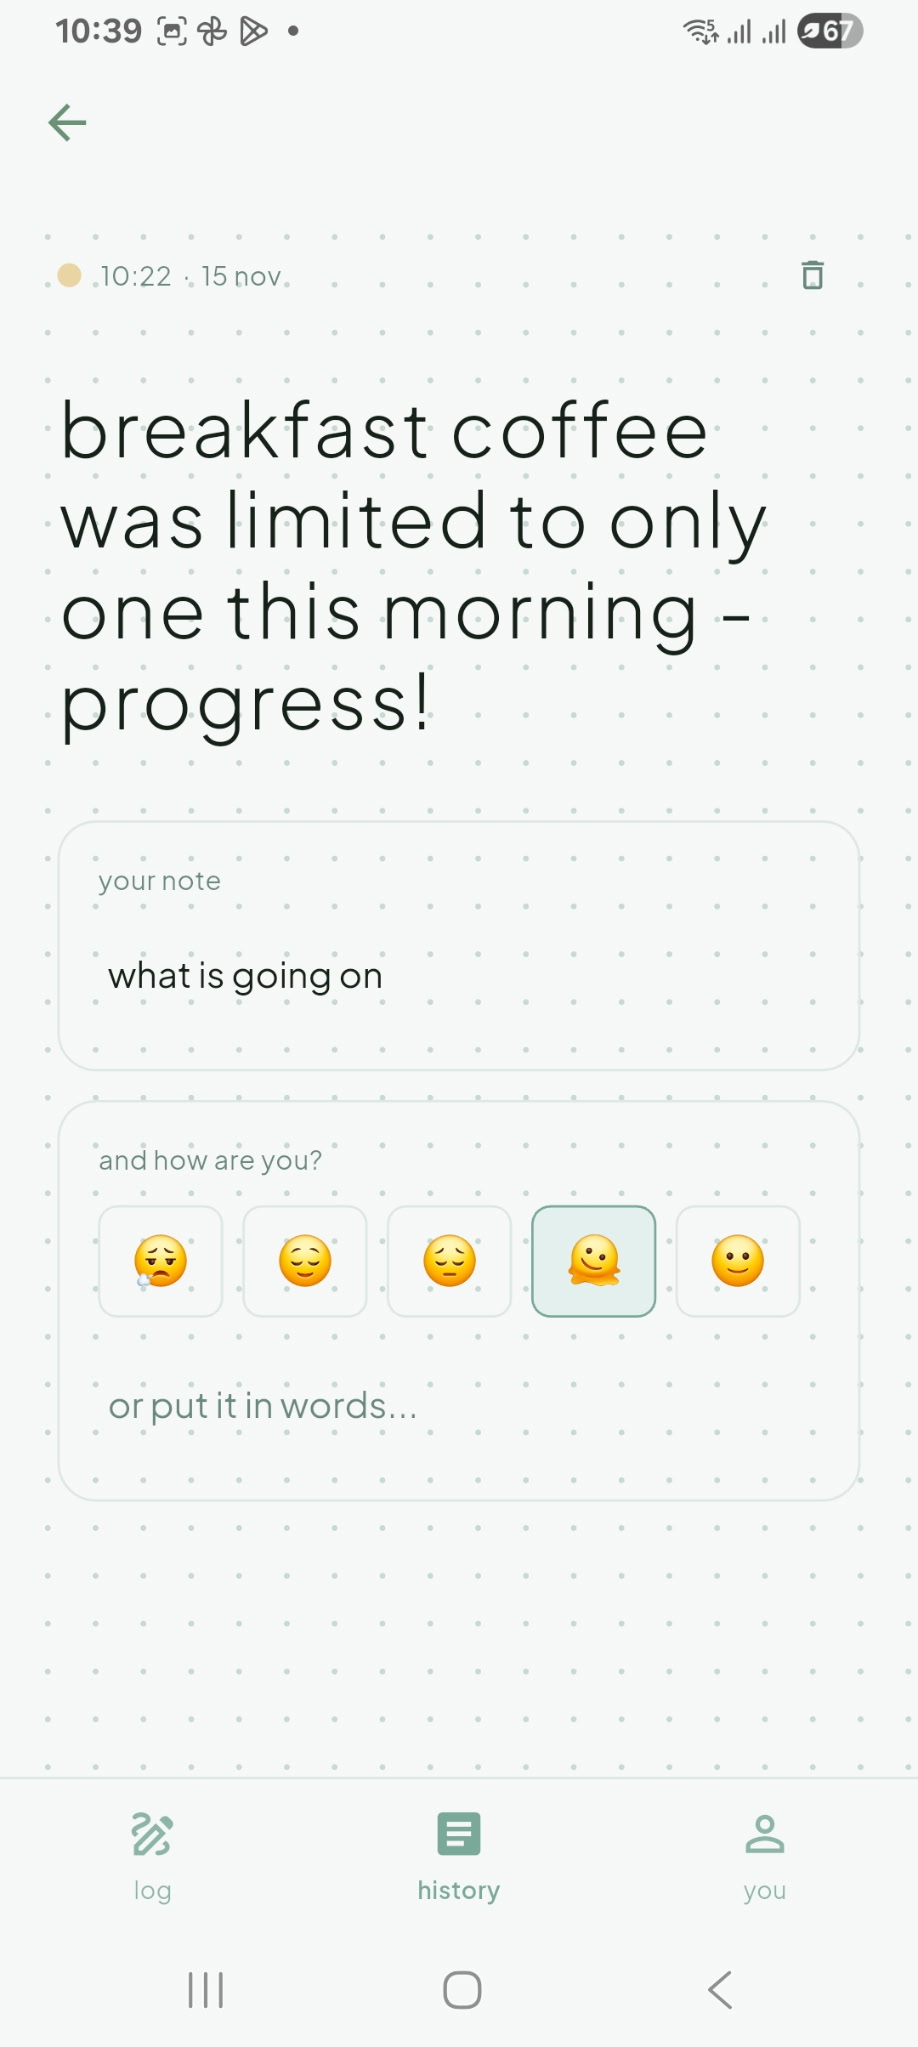 10:39
5
67
10:22 · 15 nov
breakfast coffee
was limited to only
one this morning –
progress!
your note
what is going on
and how are you?
or put it in words...
log history you